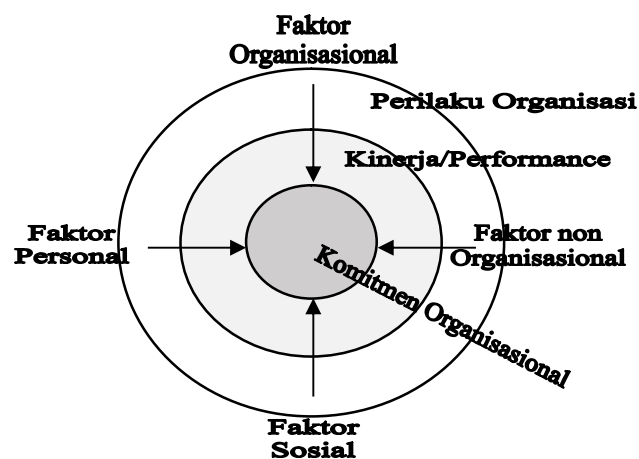 Faktor
Organisasional
Perilaku Organisasi
Kinerja/Performance
Faktor
Personal
Faktor non
Organisasional
Komitmen Organisasional
Faktor
Sosial